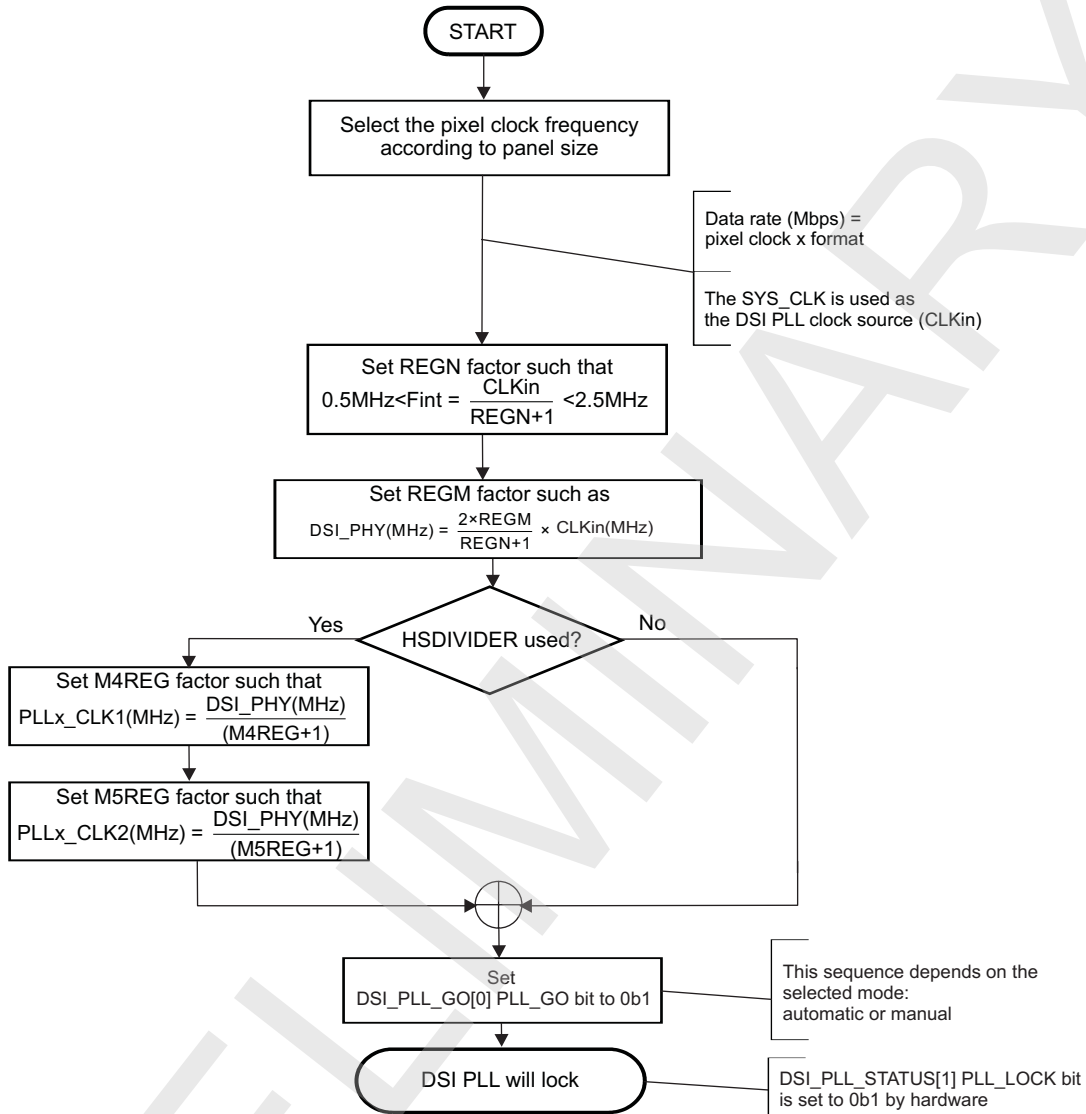 START
Select the pixel clock frequency
according to panel size
Data rate (Mbps) =
pixel clock x format
The SYS_CLK is used as
the DSI PLL clock source (CLKin)
Set REGN factor such that
0.5MHz<Fint = CLKin / REGN+1 <2.5MHz
Set REGM factor such as
DSI_PHY(MHz) = 2×REGM / REGN+1 × CLKin(MHz)
HSDIVIDER used?
Yes
No
Set M4REG factor such that
PLLx_CLK1(MHz) = DSI_PHY(MHz) / (M4REG+1)
Set M5REG factor such that
PLLx_CLK2(MHz) = DSI_PHY(MHz) / (M5REG+1)
Set
DSI_PLL_GO[0] PLL_GO bit to 0b1
This sequence depends on the
selected mode:
automatic or manual
DSI PLL will lock
DSI_PLL_STATUS[1] PLL_LOCK bit
is set to 0b1 by hardware
ELIMINARY